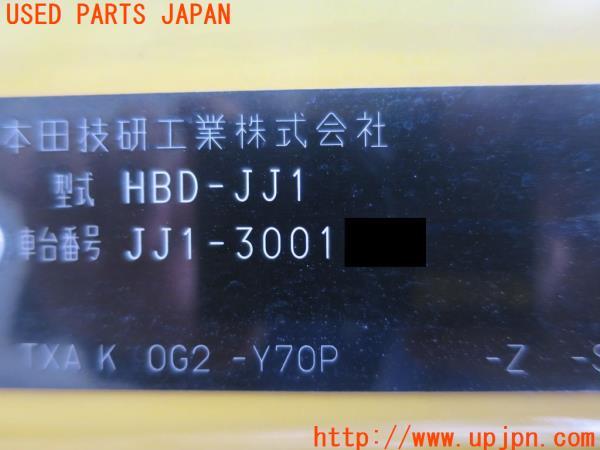 USED PARTS JAPAN
本田技研工業株式会社
型式 HBD-JJ1
車台番号 JJ1-3001
TXA K 0G2 -Y70P -Z -S
http://www.upjpn.com